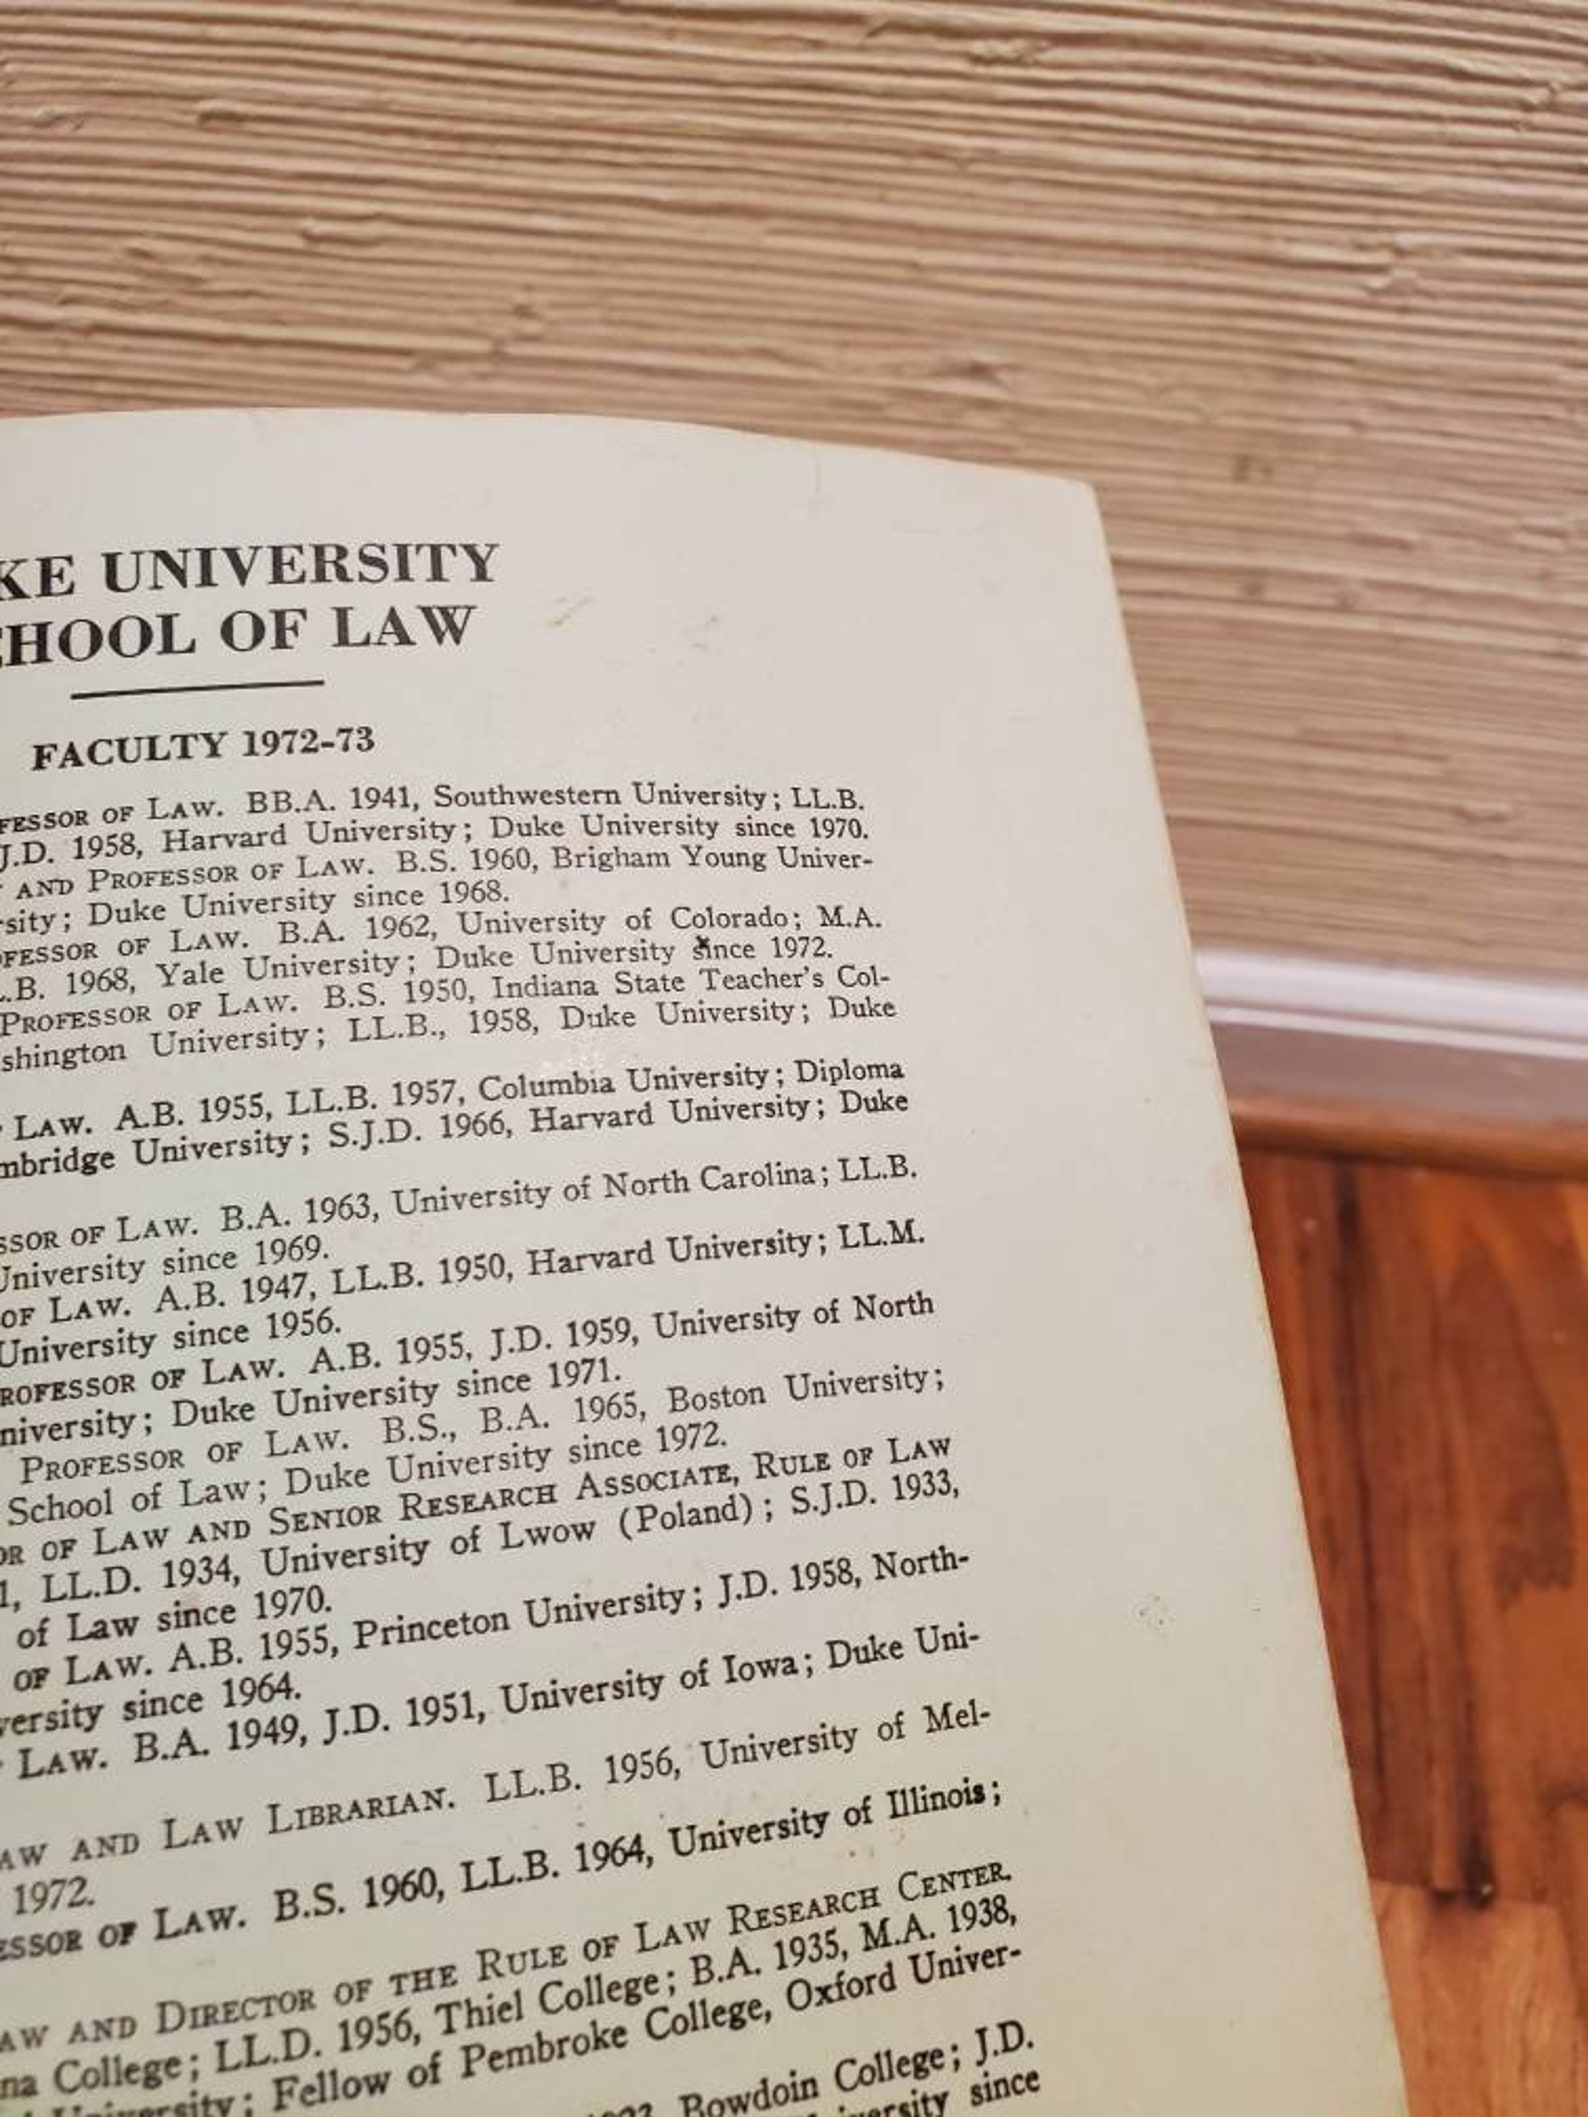 KE UNIVERSITY
CHOOL OF LAW
FACULTY 1972-73
FESSOR OF LAW. BB.A. 1941, Southwestern University; LL.B.
J.D. 1958, Harvard University; Duke University since 1970.
AND PROFESSOR OF LAW. B.S. 1960, Brigham Young Univer-
rsity; Duke University since 1968.
OFESSOR OF LAW. B.A. 1962, University of Colorado; M.A.
L.B. 1968, Yale University; Duke University since 1972.
PROFESSOR OF LAW. B.S. 1950, Indiana State Teacher's Col-
shington University; LL.B., 1958, Duke University; Duke
LAW. A.B. 1955, LL.B. 1957, Columbia University; Diploma
mbridge University; S.J.D. 1966, Harvard University; Duke
SSOR OF LAW. B.A. 1963, University of North Carolina; LL.B.
University since 1969.
OF LAW. A.B. 1947, LL.B. 1950, Harvard University; LL.M.
University since 1956.
ROFESSOR OF LAW. A.B. 1955, J.D. 1959, University of North
niversity; Duke University since 1971.
PROFESSOR OF LAW. B.S., B.A. 1965, Boston University;
School of Law; Duke University since 1972.
OR OF LAW AND SENIOR RESEARCH ASSOCIATE, RULE OF LAW
1, LL.D. 1934, University of Lwow (Poland); S.J.D. 1933,
of Law since 1970.
OF LAW. A.B. 1955, Princeton University; J.D. 1958, North-
versity since 1964.
LAW. B.A. 1949, J.D. 1951, University of Iowa; Duke Uni-
AW AND LAW LIBRARIAN. LL.B. 1956, University of Mel-
1972.
ESSOR OF LAW. B.S. 1960, LL.B. 1964, University of Illinois;
AW AND DIRECTOR OF THE RULE OF LAW RESEARCH CENTER.
na College; LL.D. 1956, Thiel College; B.A. 1935, M.A. 1938,
University; Fellow of Pembroke College, Oxford Univer-
Bowdoin College; J.D.
iversity since